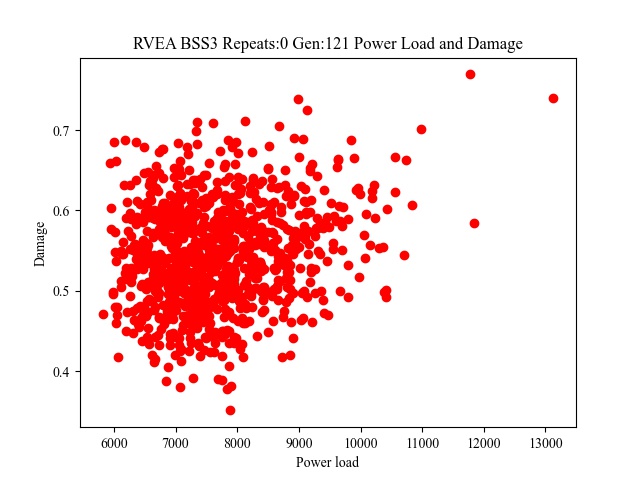 RVEA BSS3 Repeats:0 Gen:121 Power Load and Damage
0.7
0.6
0.5
0.4
Damage
6000 7000 8000 9000 10000 11000 12000 13000
Power load